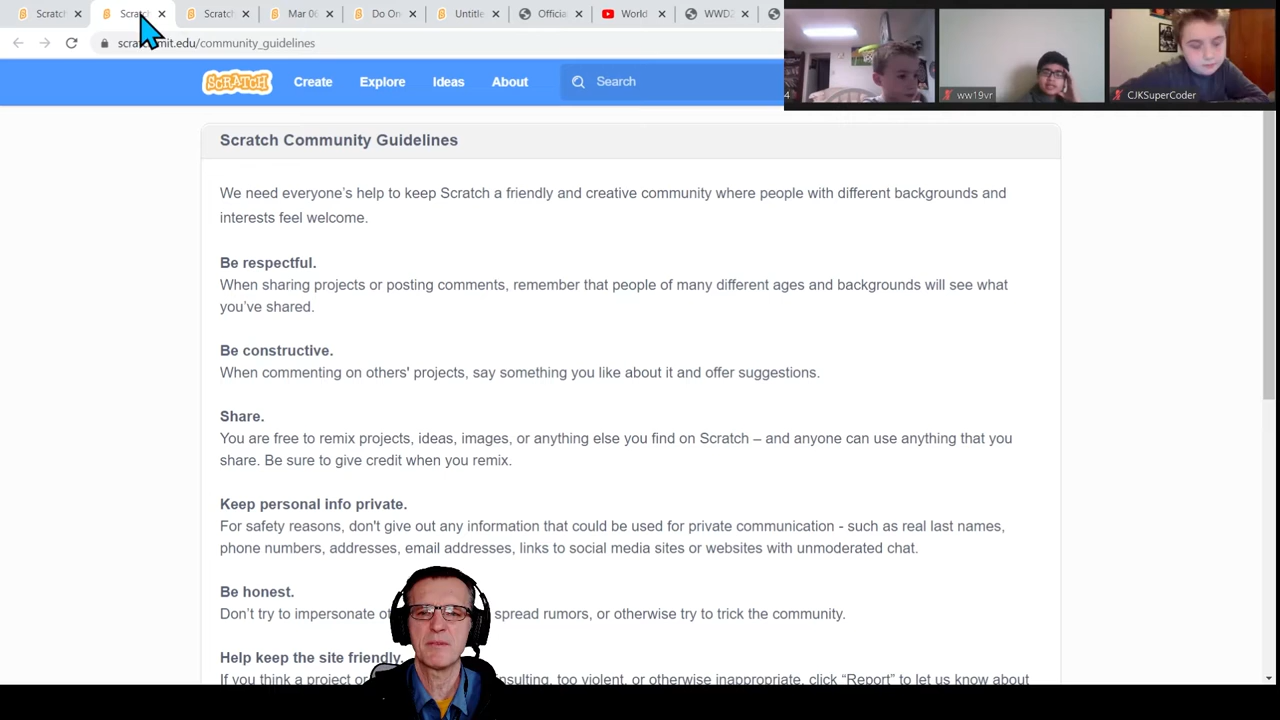 Scratch
Scratch
Scratch
Mar 06
Do On
Untitle
Officia
World
WWD
scratch.mit.edu/community_guidelines
4
ww19vr
CJKSuperCoder
SCRATCH
Create
Explore
Ideas
About
Search
Scratch Community Guidelines
We need everyone’s help to keep Scratch a friendly and creative community where people with different backgrounds and
interests feel welcome.
Be respectful.
When sharing projects or posting comments, remember that people of many different ages and backgrounds will see what
you’ve shared.
Be constructive.
When commenting on others' projects, say something you like about it and offer suggestions.
Share.
You are free to remix projects, ideas, images, or anything else you find on Scratch – and anyone can use anything that you
share. Be sure to give credit when you remix.
Keep personal info private.
For safety reasons, don't give out any information that could be used for private communication - such as real last names,
phone numbers, addresses, email addresses, links to social media sites or websites with unmoderated chat.
Be honest.
Don’t try to impersonate spread rumors, or otherwise try to trick the community.
Help keep the site friendly.
If you think a project or insulting, too violent, or otherwise inappropriate, click “Report” to let us know about